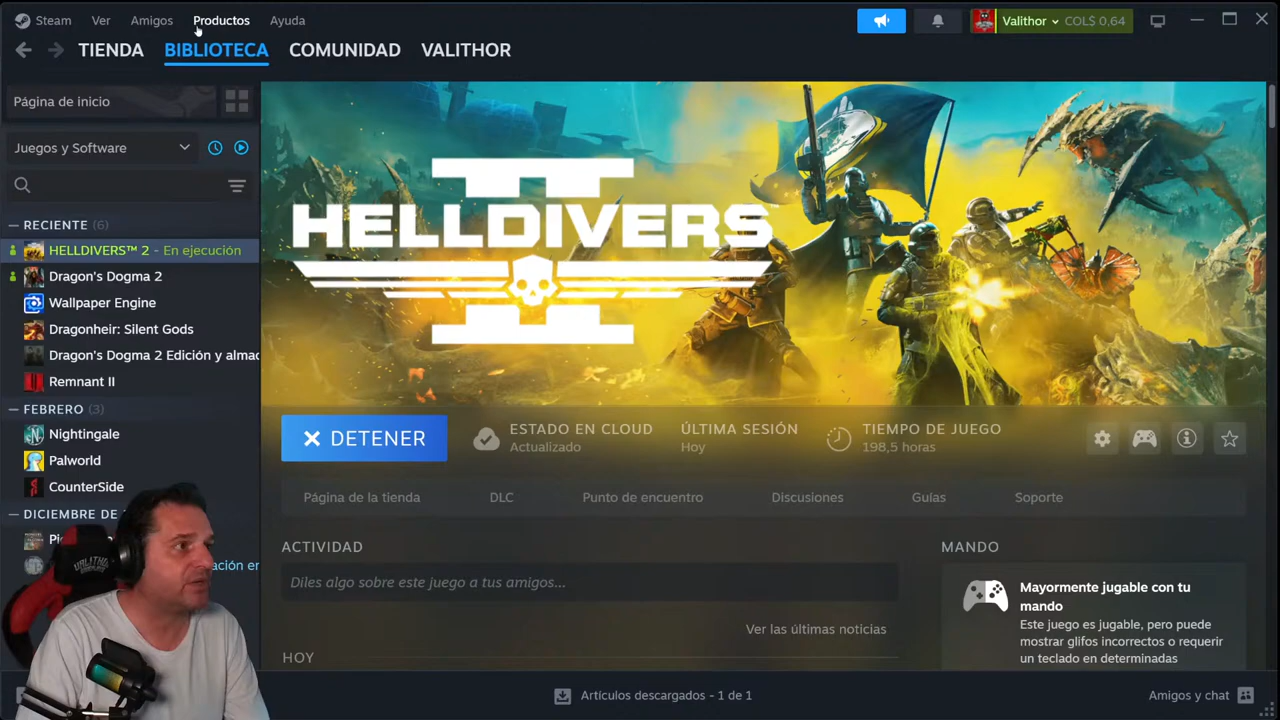 Steam Ver Amigos Productos Ayuda Valithor COL$ 0,64
TIENDA BIBLIOTECA COMUNIDAD VALITHOR
Página de inicio
Juegos y Software
RECIENTE (6)
HELLDIVERS™ 2 - En ejecución
Dragon's Dogma 2
Wallpaper Engine
Dragonheir: Silent Gods
Dragon's Dogma 2 Edición y almac
Remnant II
FEBRERO (3)
Nightingale
Palworld
CounterSide
DICIEMBRE DE
ación en
II
HELLDIVERS
DETENER
ESTADO EN CLOUD
Actualizado
ÚLTIMA SESIÓN
Hoy
TIEMPO DE JUEGO
198,5 horas
Página de la tienda DLC Punto de encuentro Discusiones Guías Soporte
ACTIVIDAD
Diles algo sobre este juego a tus amigos...
Ver las últimas noticias
HOY
MANDO
Mayormente jugable con tu
mando
Este juego es jugable, pero puede
mostrar glifos incorrectos o requerir
un teclado en determinadas
Artículos descargados - 1 de 1
Amigos y chat